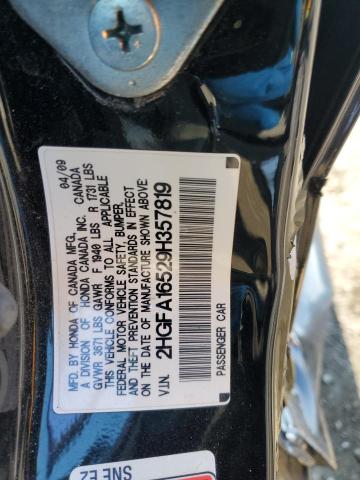 MFD. BY HONDA OF CANADA MFG. 04/09
A DIVISION OF HONDA CANADA INC. CANADA
GVWR 3671 LBS GAWR F 1940 LBS R 1731 LBS
THIS VEHICLE CONFORMS TO ALL APPLICABLE
FEDERAL MOTOR VEHICLE SAFETY, BUMPER,
AND THEFT PREVENTION STANDARDS IN EFFECT
ON THE DATE OF MANUFACTURE SHOWN ABOVE.
V.I.N. 2HGFA16529H357819
PASSENGER CAR
SNE EZ